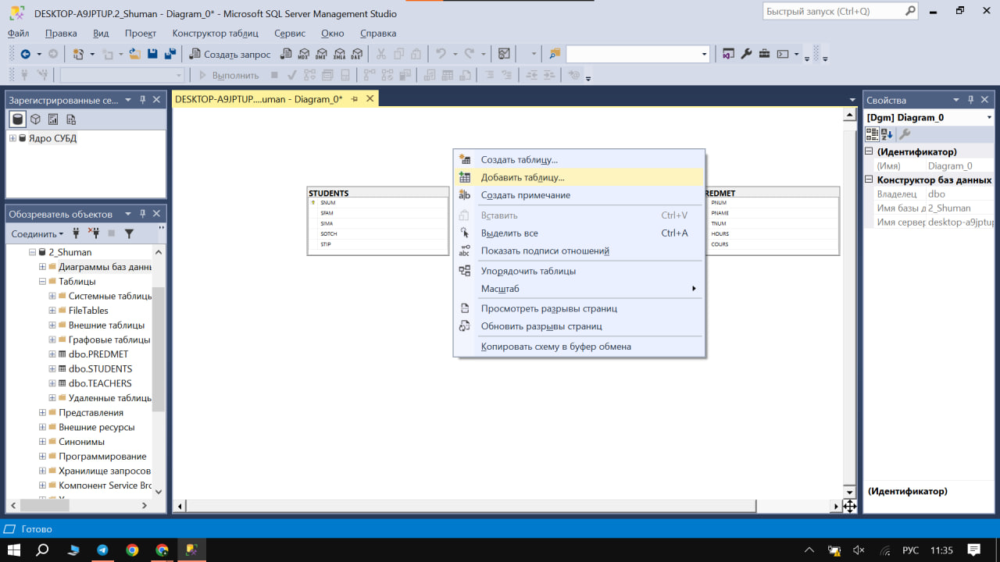 DESKTOP-A9JPTUP.2_Shuman - Diagram_0* - Microsoft SQL Server Management Studio
Быстрый запуск (Ctrl+Q)
Файл Правка Вид Проект Конструктор таблиц Сервис Окно Справка
Создать запрос MDX DMX XMLA DAX
Выполнить
Зарегистрированные се...
Ядро СУБД
Обозреватель объектов
Соединить
2_Shuman
Диаграммы баз данн
Таблицы
Системные таблицы
FileTables
Внешние таблицы
Графовые таблицы
dbo.PREDMET
dbo.STUDENTS
dbo.TEACHERS
Удаленные таблицы
Представления
Внешние ресурсы
Синонимы
Программирование
Хранилище запросов
Компонент Service Bro
DESKTOP-A9JPTUP....uman - Diagram_0*
STUDENTS
SNUM
SFAM
SIMA
SOTCH
STIP
Создать таблицу...
Добавить таблицу...
Создать примечание
Вставить Ctrl+V
Выделить все Ctrl+A
Показать подписи отношений
Упорядочить таблицы
Масштаб
Просмотреть разрывы страниц
Обновить разрывы страниц
Копировать схему в буфер обмена
REDMET
PNUM
PNAME
TNUM
HOURS
COURS
Свойства
[Dgm] Diagram_0
(Идентификатор)
(Имя) Diagram_0
Конструктор баз данных
Владелец dbo
Имя базы д 2_Shuman
Имя сервер desktop-a9jptup
(Идентификатор)
Готово
РУС 11:35